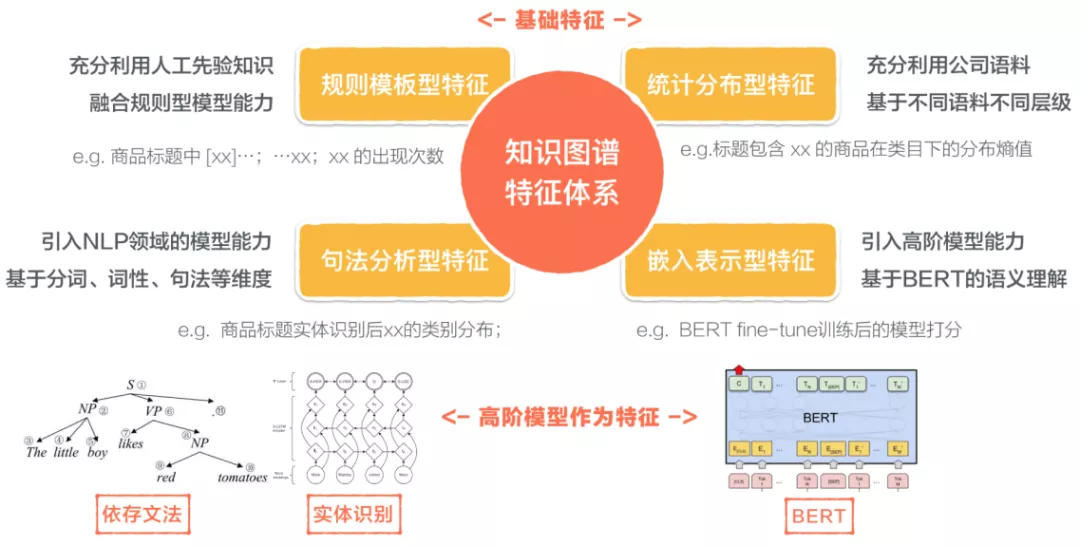 <- 基础特征 ->
充分利用人工先验知识
融合规则型模型能力
规则模板型特征
统计分布型特征
充分利用公司语料
基于不同语料不同层级
e.g. 商品标题中 [xx]…；…xx；xx 的出现次数
知识图谱
特征体系
e.g.标题包含 xx 的商品在类目下的分布熵值
引入NLP领域的模型能力
基于分词、词性、句法等维度
句法分析型特征
嵌入表示型特征
引入高阶模型能力
基于BERT的语义理解
e.g. 商品标题实体识别后xx的类别分布；
e.g. BERT fine-tune训练后的模型打分
S ①
NP ② VP ⑥ . ⑪
③ ④ ⑤ ⑦ ⑧
The little boy likes NP
⑨ ⑩
red tomatoes
<- 高阶模型作为特征 ->
C T₁ ... Tₙ T[SEP] T₁' ... Tₘ'
BERT
E[CLS] E₁ ... Eₙ E[SEP] E₁' ... Eₘ'
[CLS] Tok 1 ... Tok N [SEP] Tok 1 ... Tok M
依存文法
实体识别
BERT